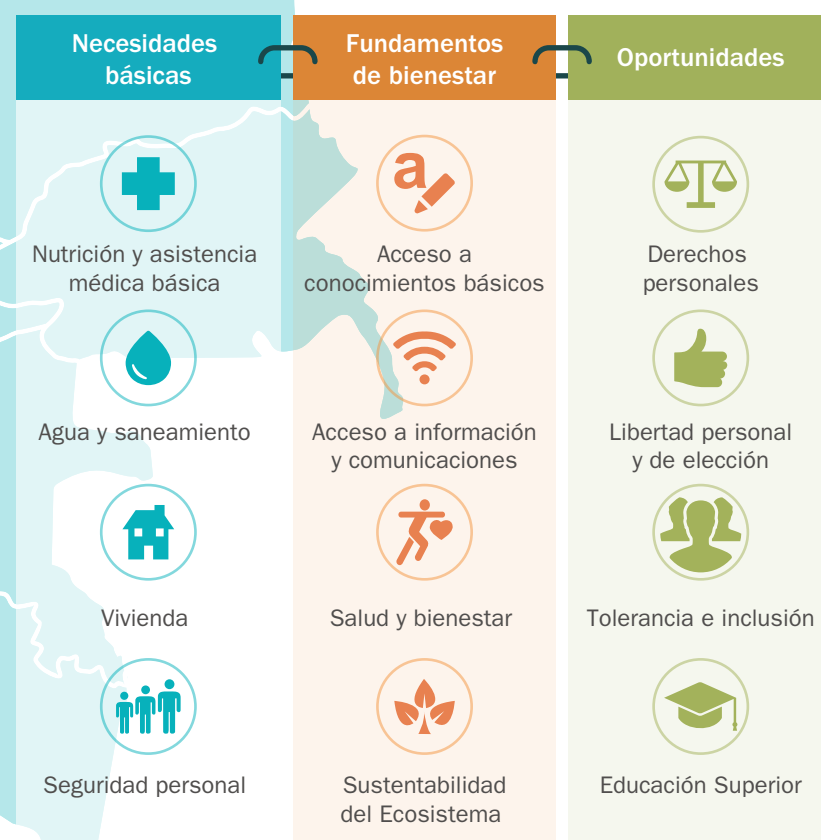 Necesidades
básicas
Nutrición y asistencia
médica básica
Agua y saneamiento
Vivienda
Seguridad personal
Fundamentos
de bienestar
a
Acceso a
conocimientos básicos
Acceso a información
y comunicaciones
Salud y bienestar
Sustentabilidad
del Ecosistema
Oportunidades
Derechos
personales
Libertad personal
y de elección
Tolerancia e inclusión
Educación Superior